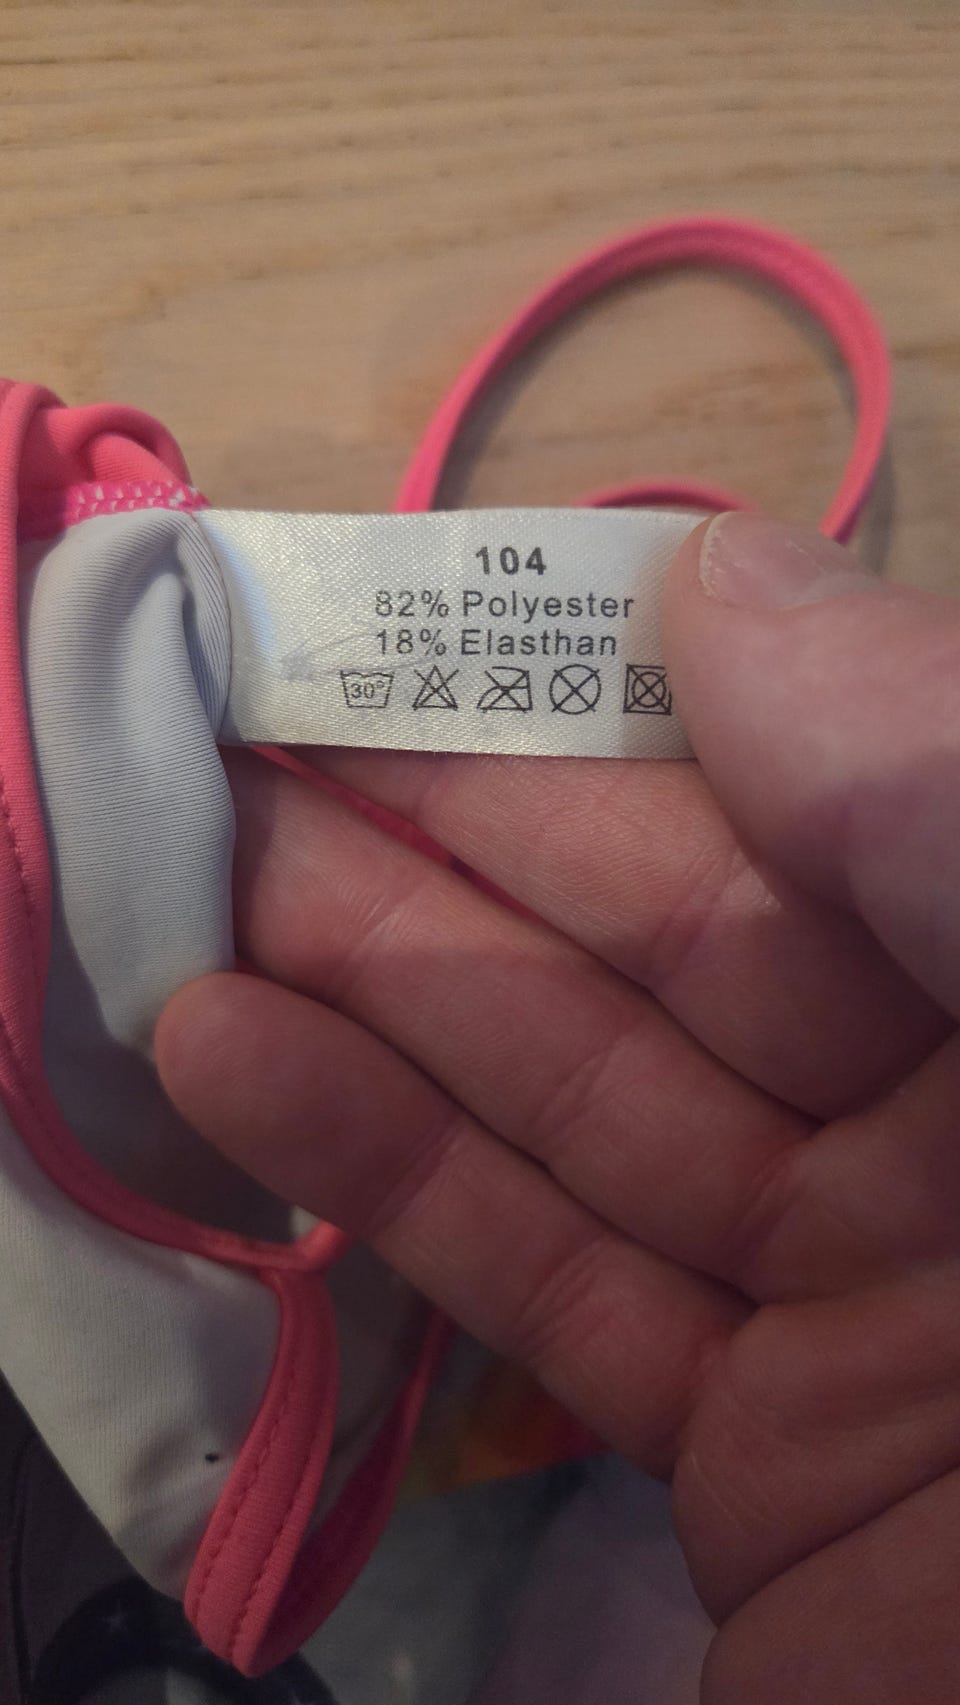 104
82% Polyester
18% Elasthan
30°